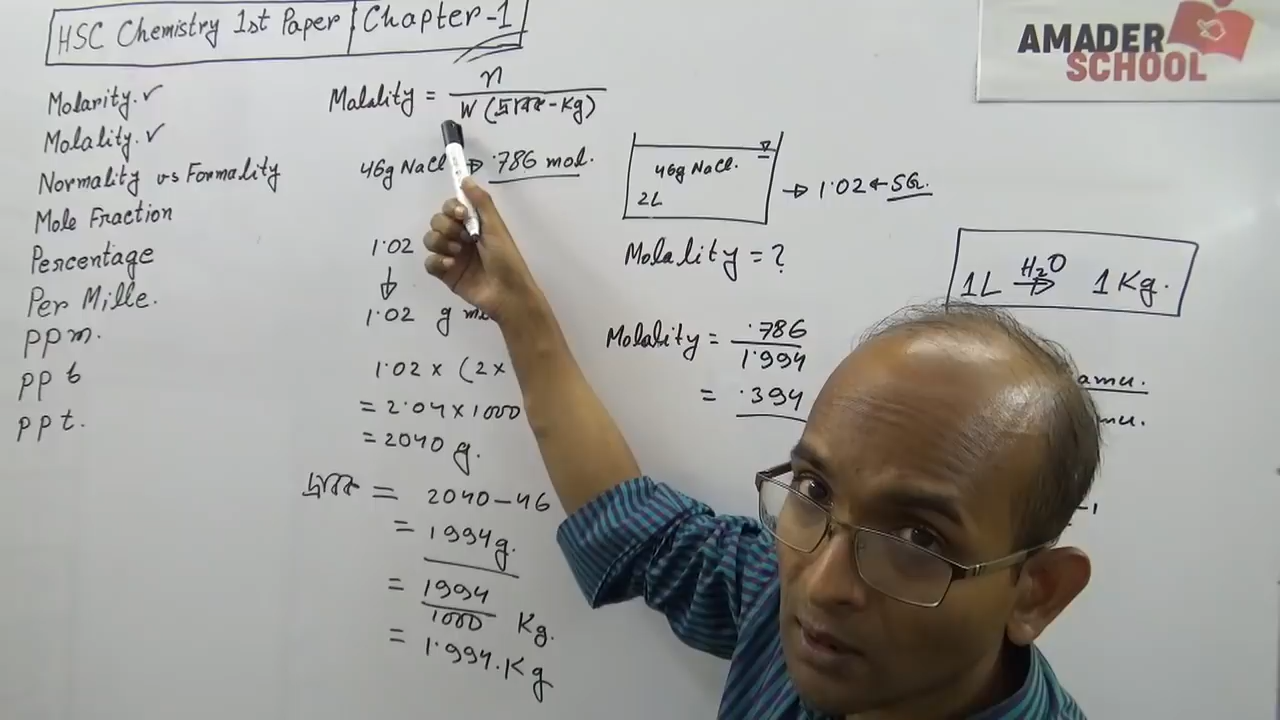 HSC Chemistry 1st Paper | Chapter-1
AMADER
SCHOOL
Molarity. ✓
Molality. ✓
Normality vs Formality
Mole Fraction
Percentage
Per Mille.
ppm.
ppb
ppt.
Molality = n
W (দ্রাবক-Kg)
46g NaCl → .786 mol.
1.02
↓
1.02 g
1.02 × (2 ×
= 2.04 × 1000
= 2040 g.
দ্রাবক = 2040-46
= 1994g.
= 1994
1000 Kg.
= 1.994.Kg
46g NaCl.
2L
→ 1.02 ← SG.
Molality = ?
Molality = .786
1.994
= .394
1L H₂O → 1Kg.
amu.
mu.